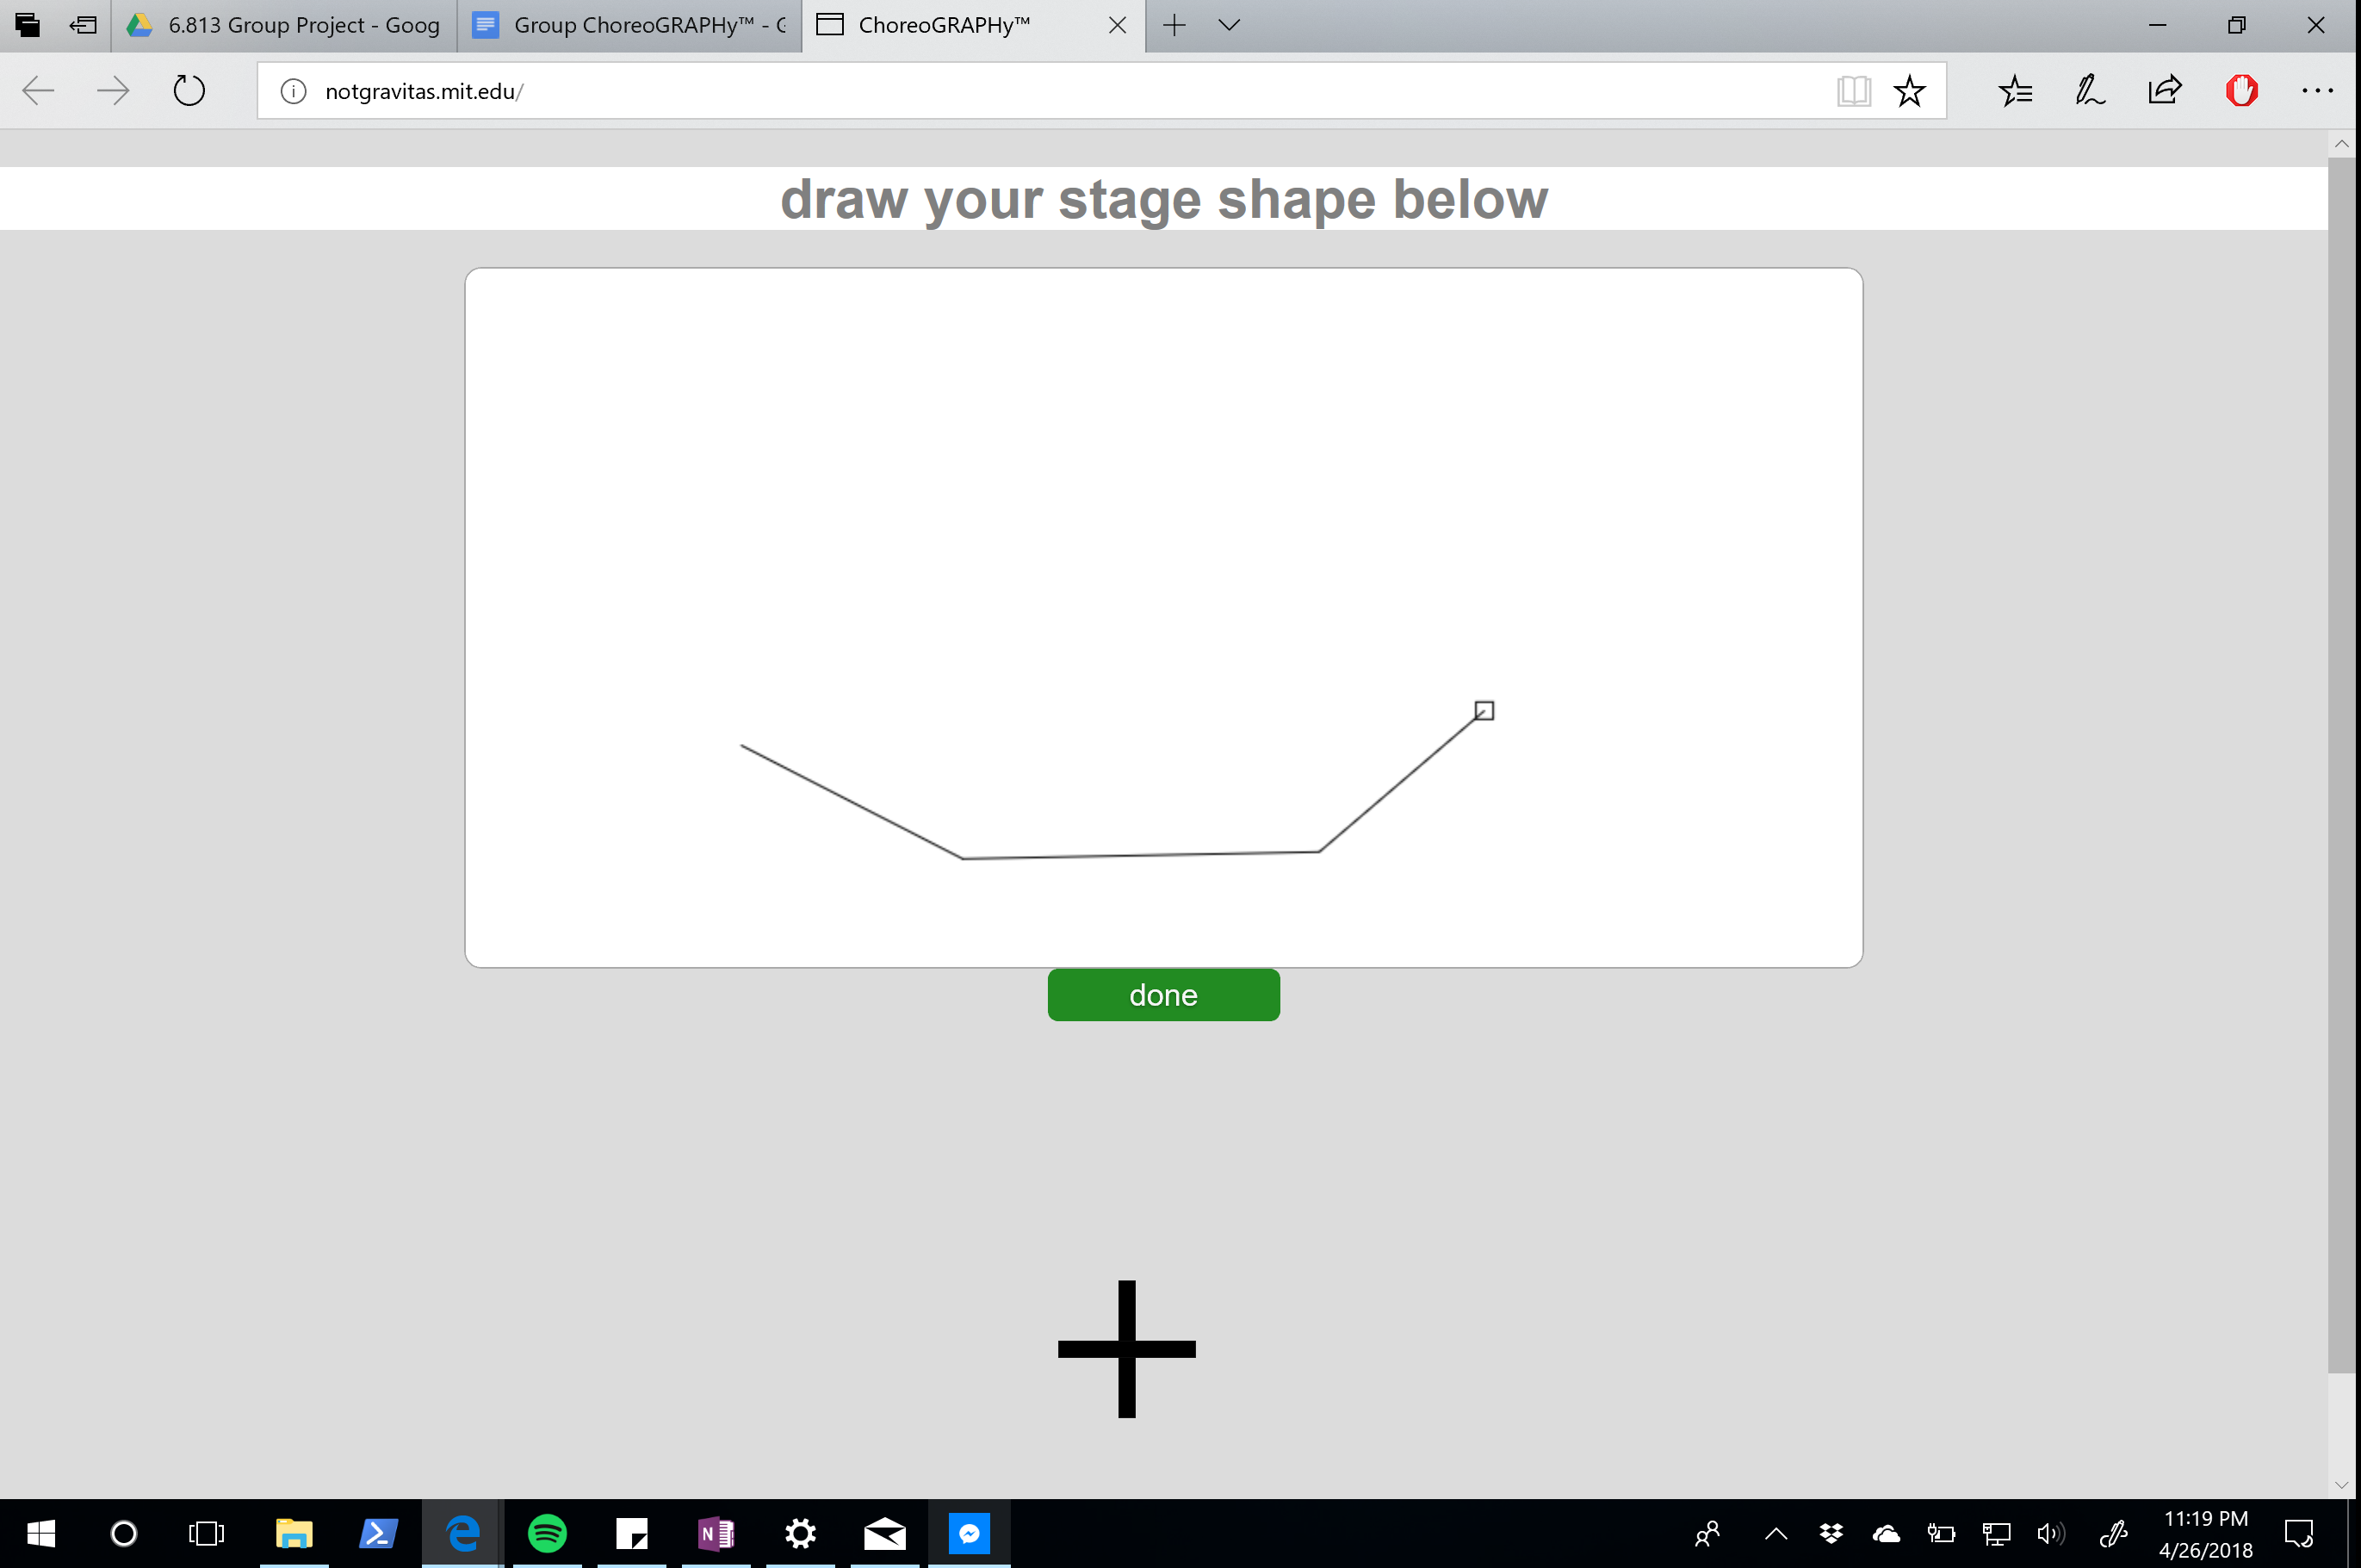 6.813 Group Project - Goog
Group ChoreoGRAPHy™ - G
ChoreoGRAPHy™
notgravitas.mit.edu/
draw your stage shape below
done
N
11:19 PM
4/26/2018